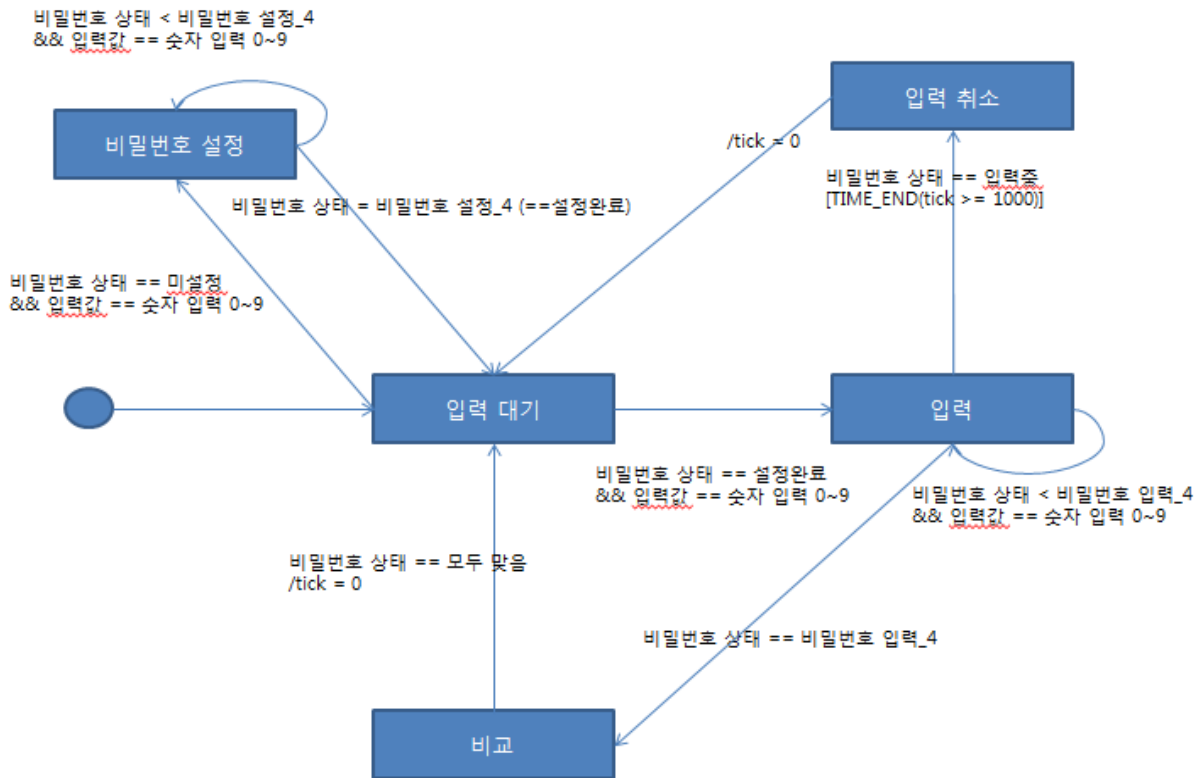 비밀번호 상태 < 비밀번호 설정_4
&& 입력값 == 숫자 입력 0~9
비밀번호 설정
입력 취소
/tick = 0
비밀번호 상태 == 입력중
[TIME_END(tick >= 1000)]
비밀번호 상태 = 비밀번호 설정_4 (==설정완료)
비밀번호 상태 == 미설정
&& 입력값 == 숫자 입력 0~9
입력 대기
입력
비밀번호 상태 == 설정완료
&& 입력값 == 숫자 입력 0~9
비밀번호 상태 < 비밀번호 입력_4
&& 입력값 == 숫자 입력 0~9
비밀번호 상태 == 모두 맞음
/tick = 0
비밀번호 상태 == 비밀번호 입력_4
비교